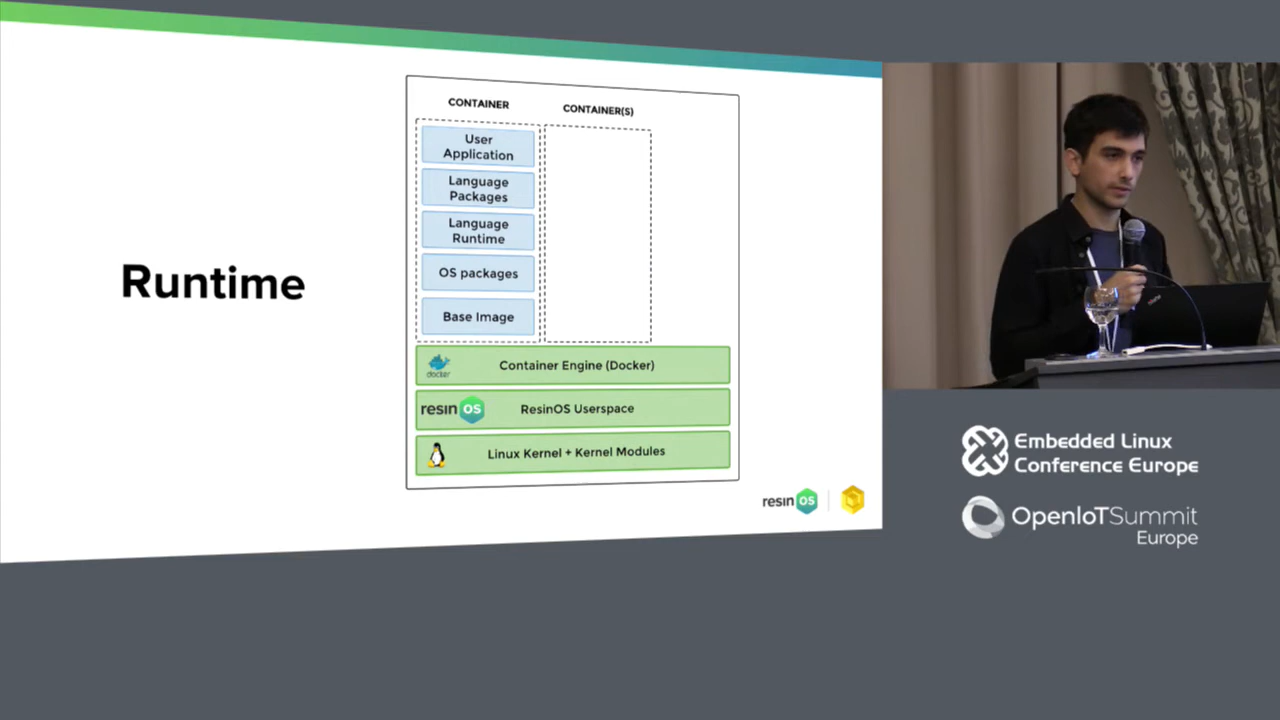 Runtime
CONTAINER
CONTAINER(S)
User
Application
Language
Packages
Language
Runtime
OS packages
Base Image
docker
Container Engine (Docker)
resin OS
ResinOS Userspace
Linux Kernel + Kernel Modules
resin OS
Embedded Linux
Conference Europe
OpenIoTSummit
Europe